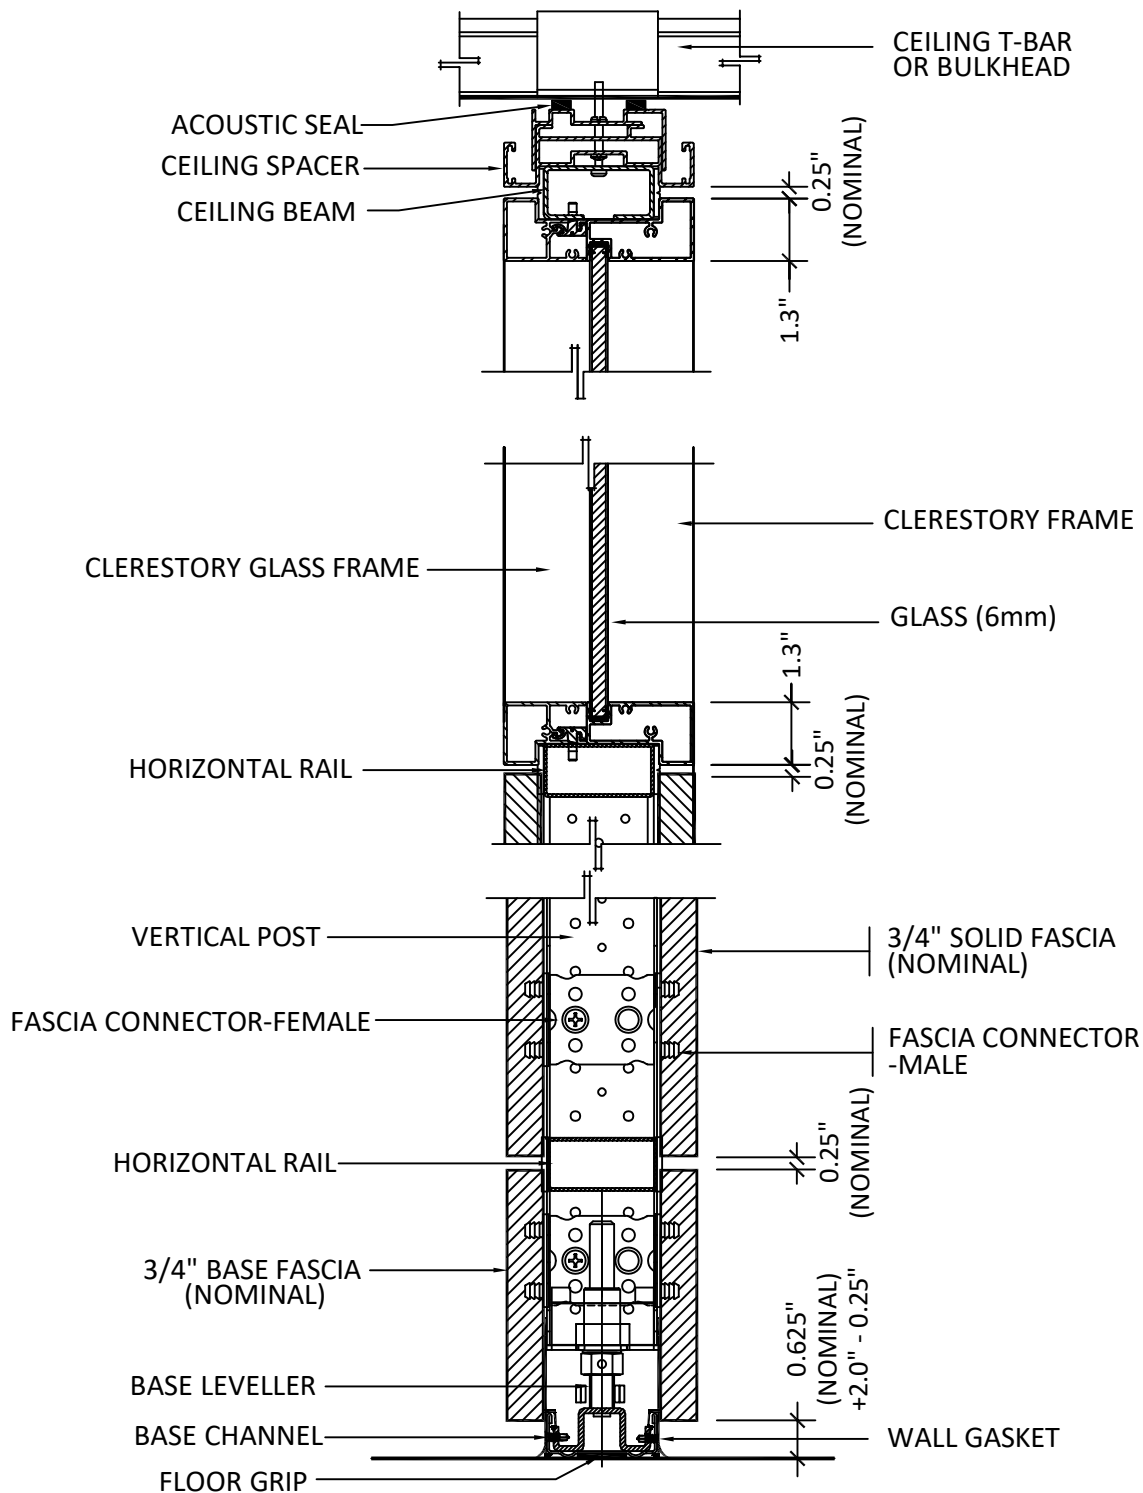 CEILING T-BAR
OR BULKHEAD
ACOUSTIC SEAL
CEILING SPACER
CEILING BEAM
0.25"
(NOMINAL)
1.3"
CLERESTORY FRAME
CLERESTORY GLASS FRAME
GLASS (6mm)
1.3"
0.25"
(NOMINAL)
HORIZONTAL RAIL
VERTICAL POST
3/4" SOLID FASCIA
(NOMINAL)
FASCIA CONNECTOR-FEMALE
FASCIA CONNECTOR
-MALE
HORIZONTAL RAIL
0.25"
(NOMINAL)
3/4" BASE FASCIA
(NOMINAL)
0.625"
(NOMINAL)
+2.0" - 0.25"
BASE LEVELLER
BASE CHANNEL
WALL GASKET
FLOOR GRIP